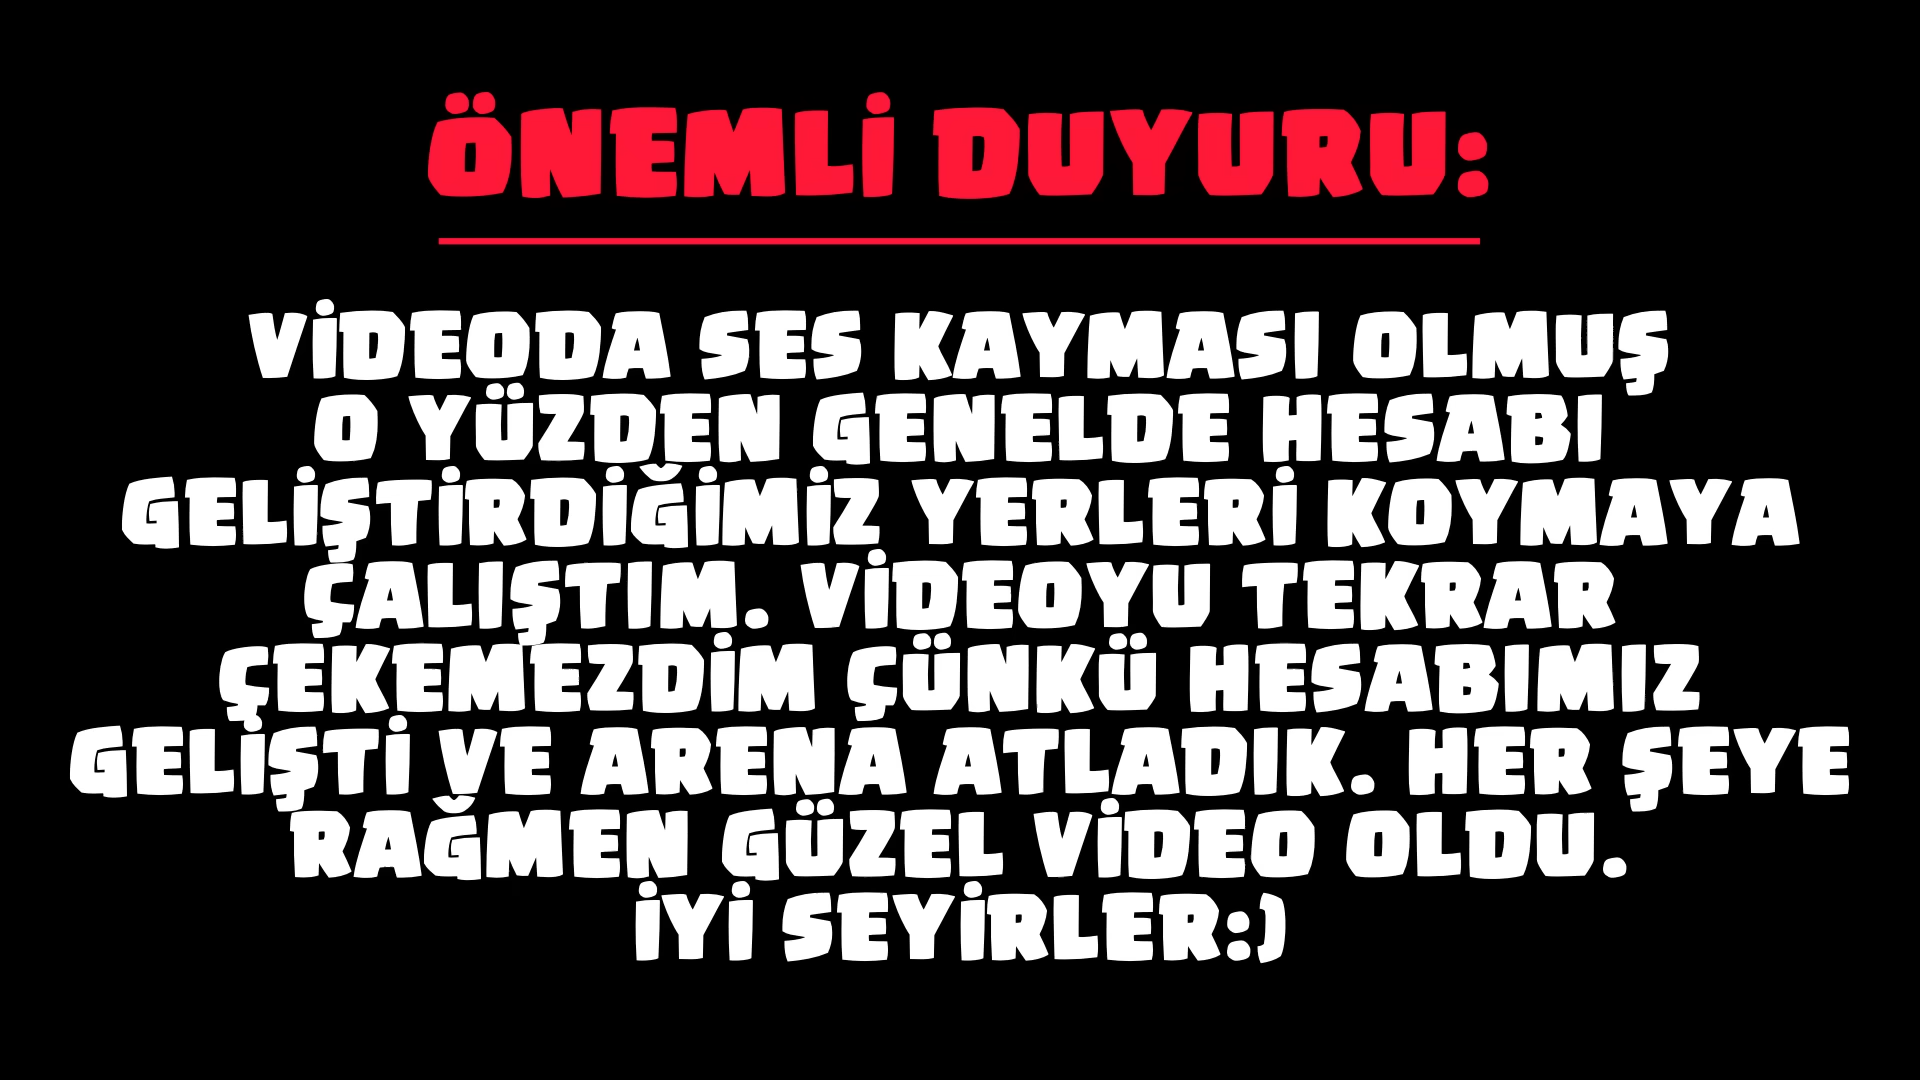 ÖNEMLİ DUYURU:
VİDEODA SES KAYMASI OLMUŞ
O YÜZDEN GENELDE HESABI
GELİŞTİRDİĞİMİZ YERLERİ KOYMAYA
ÇALIŞTIM. VİDEOYU TEKRAR
ÇEKEMEZDİM ÇÜNKÜ HESABIMIZ
GELİŞTİ VE ARENA ATLADIK. HER ŞEYE
RAĞMEN GÜZEL VİDEO OLDU.
İYİ SEYİRLER:)